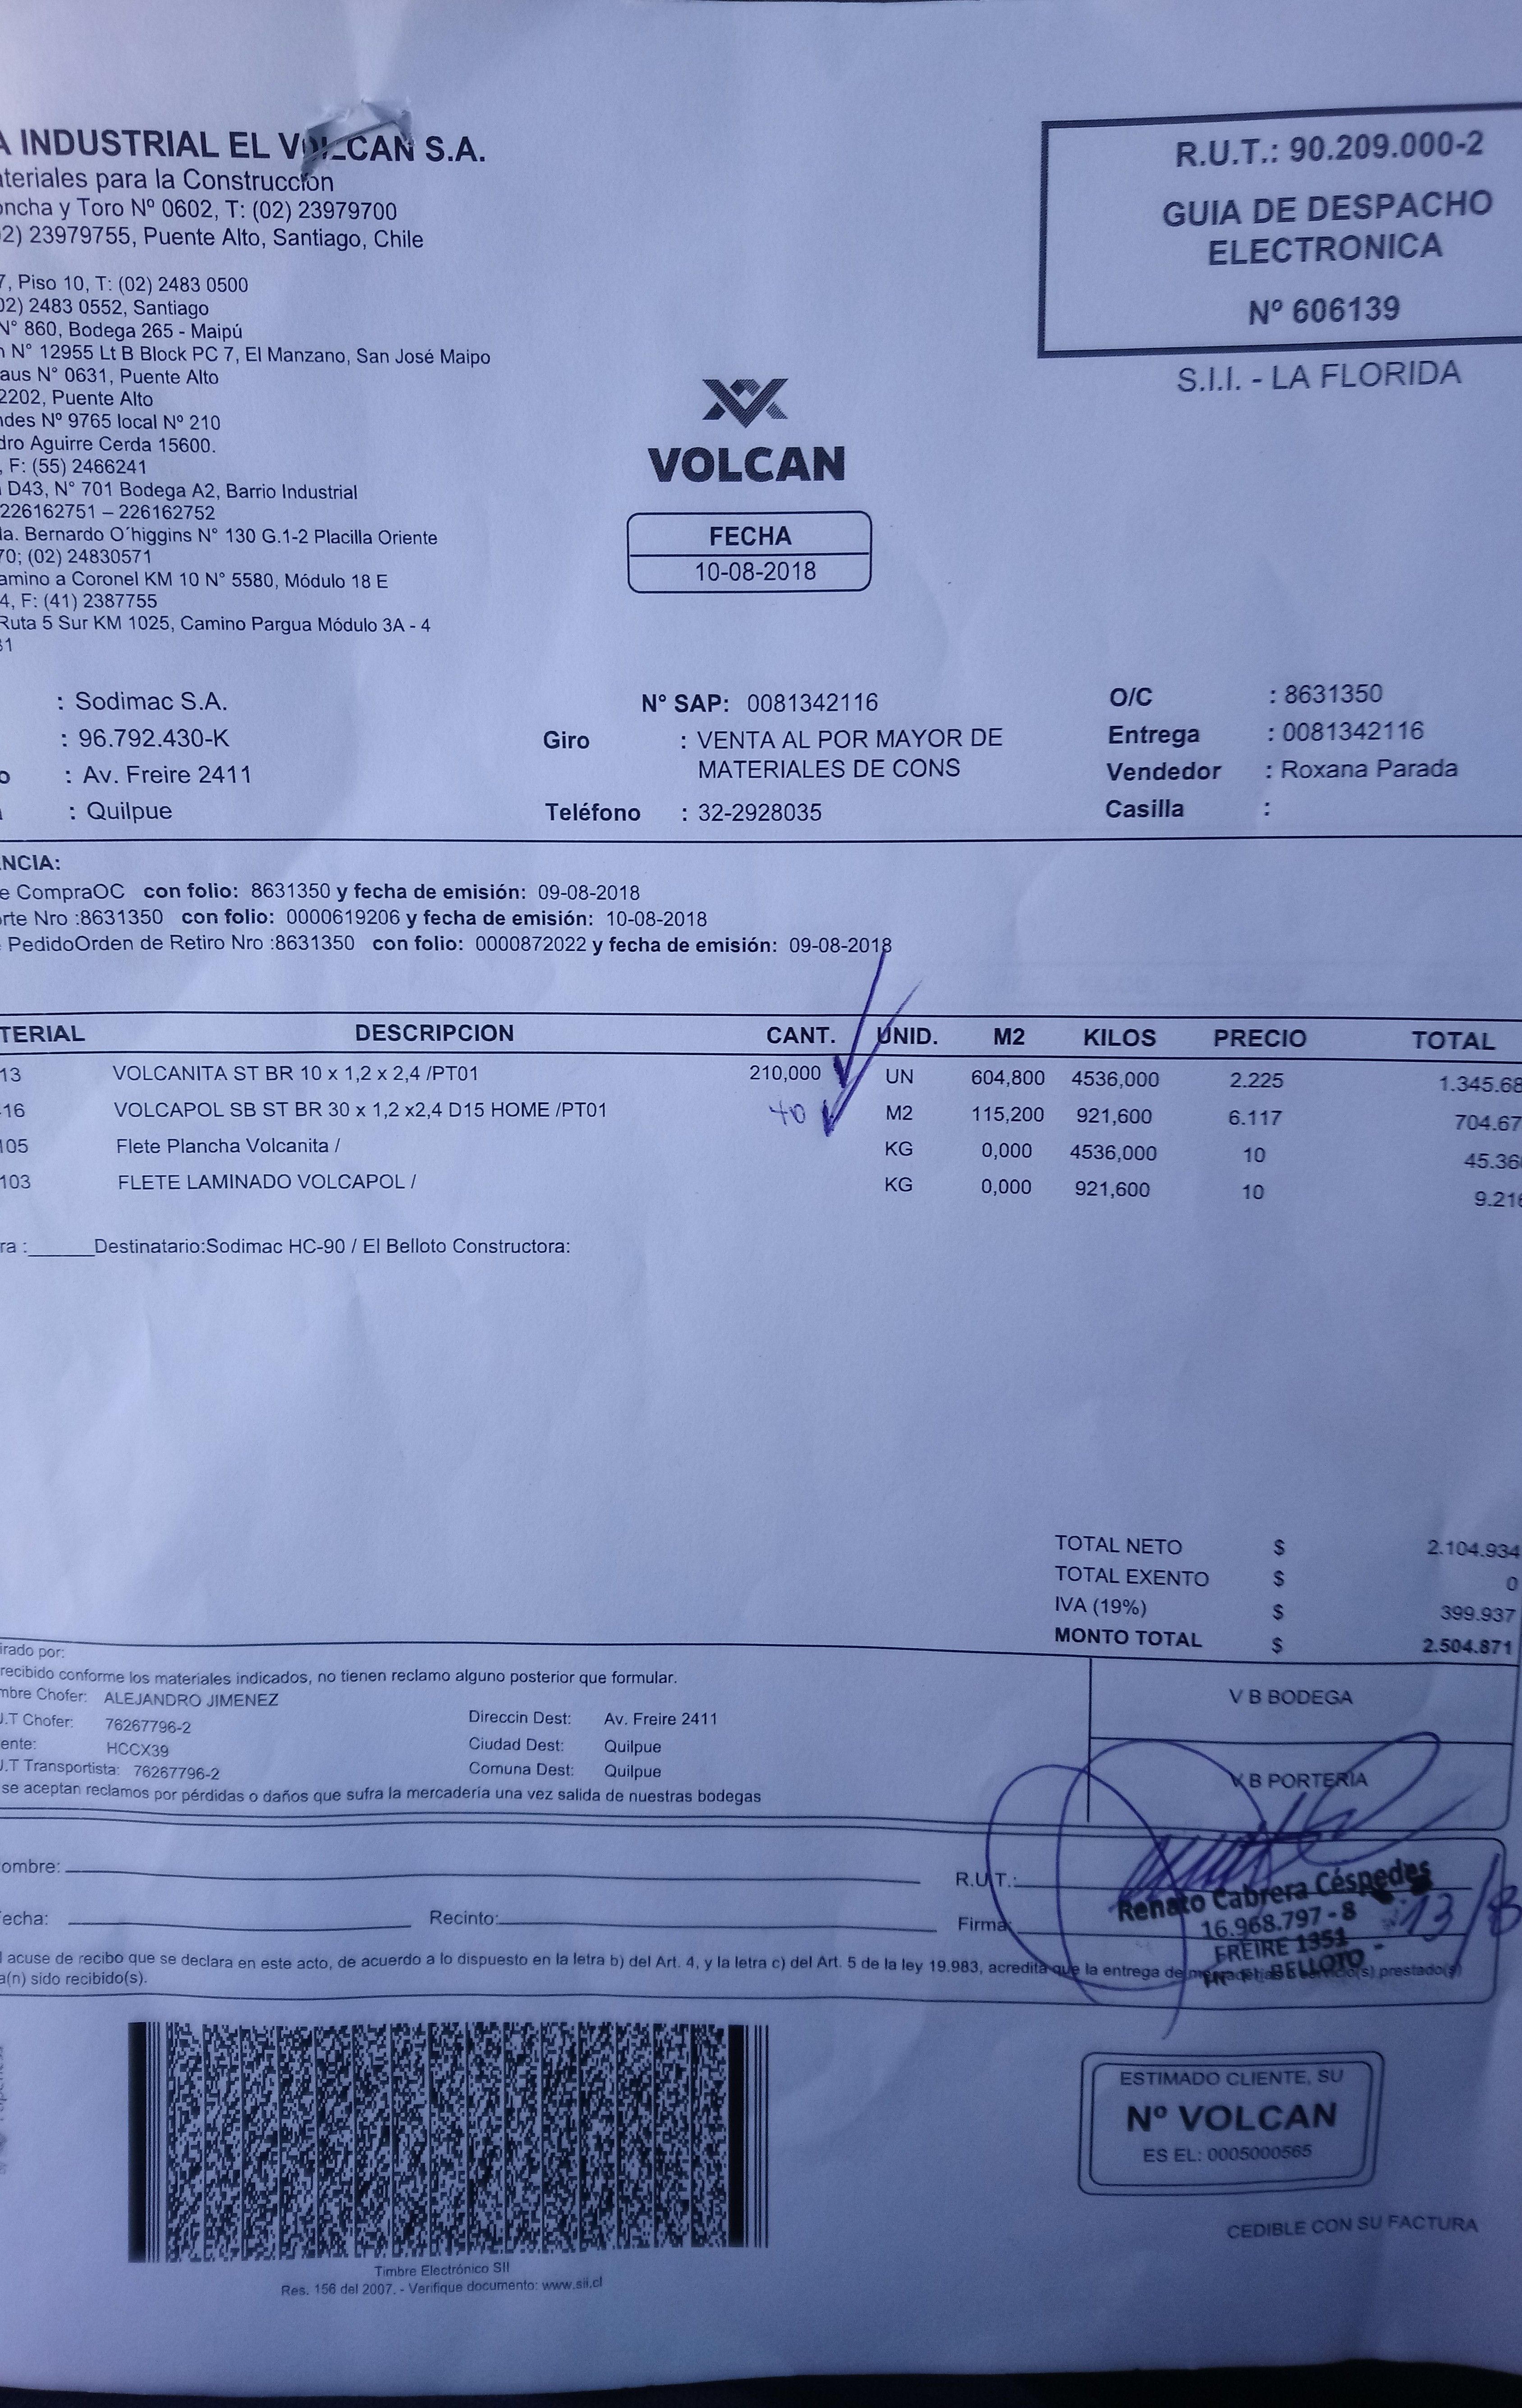 A INDUSTRIAL EL VOLCAN S.A.
teriales para la Construcción
oncha y Toro Nº 0602, T: (02) 23979700
02) 23979755, Puente Alto, Santiago, Chile
7, Piso 10, T: (02) 2483 0500
02) 2483 0552, Santiago
N° 860, Bodega 265 - Maipú
n N° 12955 Lt B Block PC 7, El Manzano, San José Maipo
aus N° 0631, Puente Alto
2202, Puente Alto
ndes Nº 9765 local Nº 210
dro Aguirre Cerda 15600.
, F: (55) 2466241
D43, N° 701 Bodega A2, Barrio Industrial
226162751 – 226162752
da. Bernardo O´higgins N° 130 G.1-2 Placilla Oriente
70; (02) 24830571
amino a Coronel KM 10 N° 5580, Módulo 18 E
4, F: (41) 2387755
Ruta 5 Sur KM 1025, Camino Pargua Módulo 3A - 4
31
R.U.T.: 90.209.000-2
GUIA DE DESPACHO
ELECTRONICA
Nº 606139
S.I.I. - LA FLORIDA
VOLCAN
FECHA
10-08-2018
: Sodimac S.A. N° SAP: 0081342116 O/C : 8631350
: 96.792.430-K Giro : VENTA AL POR MAYOR DE Entrega : 0081342116
o : Av. Freire 2411 MATERIALES DE CONS Vendedor : Roxana Parada
: Quilpue Teléfono : 32-2928035 Casilla :
NCIA:
e CompraOC con folio: 8631350 y fecha de emisión: 09-08-2018
rte Nro :8631350 con folio: 0000619206 y fecha de emisión: 10-08-2018
PedidoOrden de Retiro Nro :8631350 con folio: 0000872022 y fecha de emisión: 09-08-2018
TERIAL DESCRIPCION CANT. UNID. M2 KILOS PRECIO TOTAL
13 VOLCANITA ST BR 10 x 1,2 x 2,4 /PT01 210,000 UN 604,800 4536,000 2.225 1.345.68
16 VOLCAPOL SB ST BR 30 x 1,2 x2,4 D15 HOME /PT01 40 M2 115,200 921,600 6.117 704.67
105 Flete Plancha Volcanita / KG 0,000 4536,000 10 45.36
103 FLETE LAMINADO VOLCAPOL / KG 0,000 921,600 10 9.216
ra :______Destinatario:Sodimac HC-90 / El Belloto Constructora:
TOTAL NETO $ 2.104.934
TOTAL EXENTO $ 0
IVA (19%) $ 399.937
MONTO TOTAL $ 2.504.871
irado por:
recibido conforme los materiales indicados, no tienen reclamo alguno posterior que formular.
mbre Chofer: ALEJANDRO JIMENEZ
J.T Chofer: 76267796-2 Direccin Dest: Av. Freire 2411
ente: HCCX39 Ciudad Dest: Quilpue
J.T Transportista: 76267796-2 Comuna Dest: Quilpue
se aceptan reclamos por pérdidas o daños que sufra la mercadería una vez salida de nuestras bodegas
V B BODEGA
V B PORTERIA
ombre: R.U.T.:
echa: Recinto: Firma:
Renato Cabrera Céspedes
16.968.797-8
FREIRE 1351
BELLOTO -
13/8
l acuse de recibo que se declara en este acto, de acuerdo a lo dispuesto en la letra b) del Art. 4, y la letra c) del Art. 5 de la ley 19.983, acredita que la entrega de mercaderías o servicio(s) prestado(s)
a(n) sido recibido(s).
Timbre Electrónico SII
Res. 156 del 2007. - Verifique documento: www.sii.cl
ESTIMADO CLIENTE, SU
Nº VOLCAN
ES EL: 0005000565
CEDIBLE CON SU FACTURA